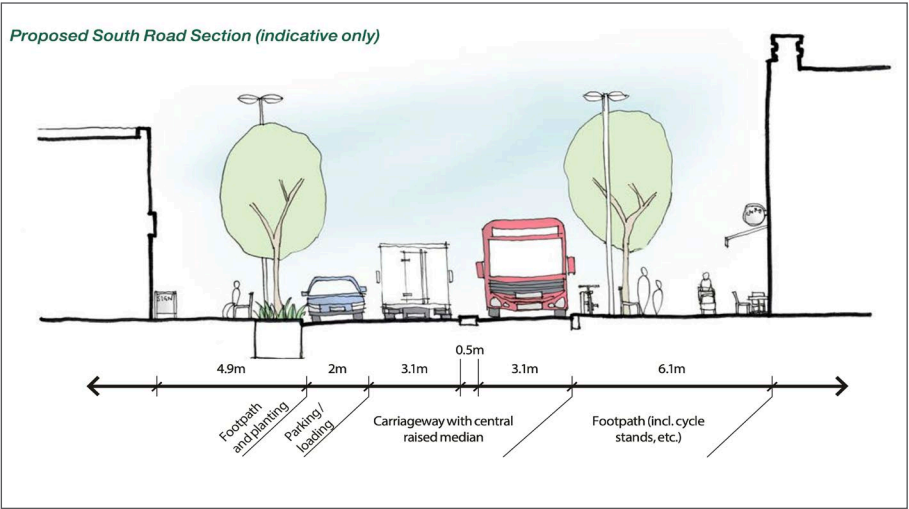 Proposed South Road Section (indicative only)
SIGN
0.5m
4.9m
2m
3.1m
3.1m
6.1m
Footpath
and planting
Parking/
loading
Carriageway with central
raised median
Footpath (incl. cycle
stands, etc.)